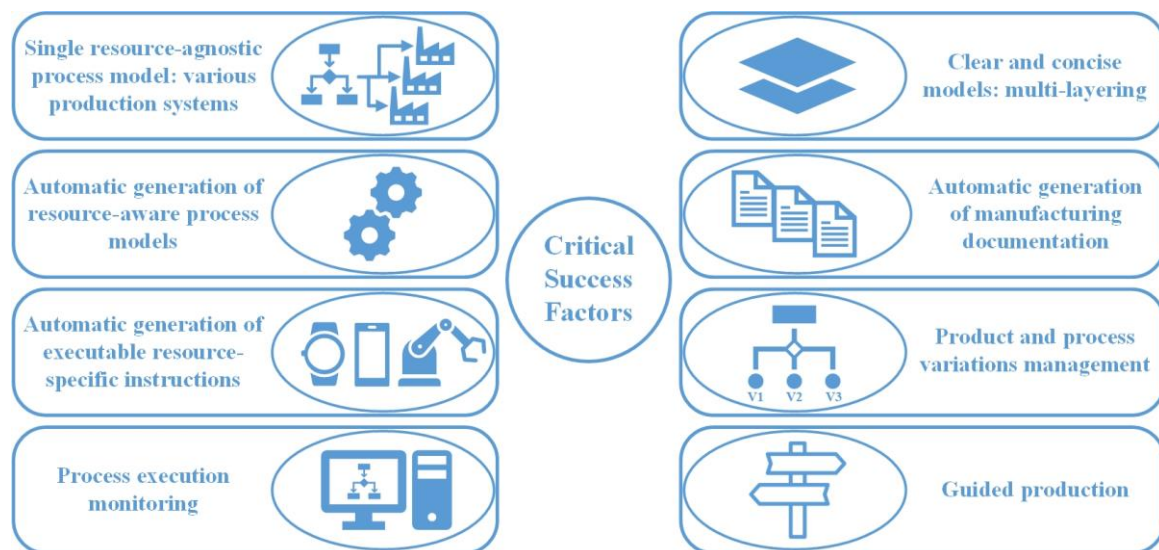 Single resource-agnostic
process model: various
production systems
Automatic generation of
resource-aware process
models
Automatic generation of
executable resource-
specific instructions
Process execution
monitoring
Critical
Success
Factors
Clear and concise
models: multi-layering
Automatic generation
of manufacturing
documentation
V1 V2 V3
Product and process
variations management
Guided production